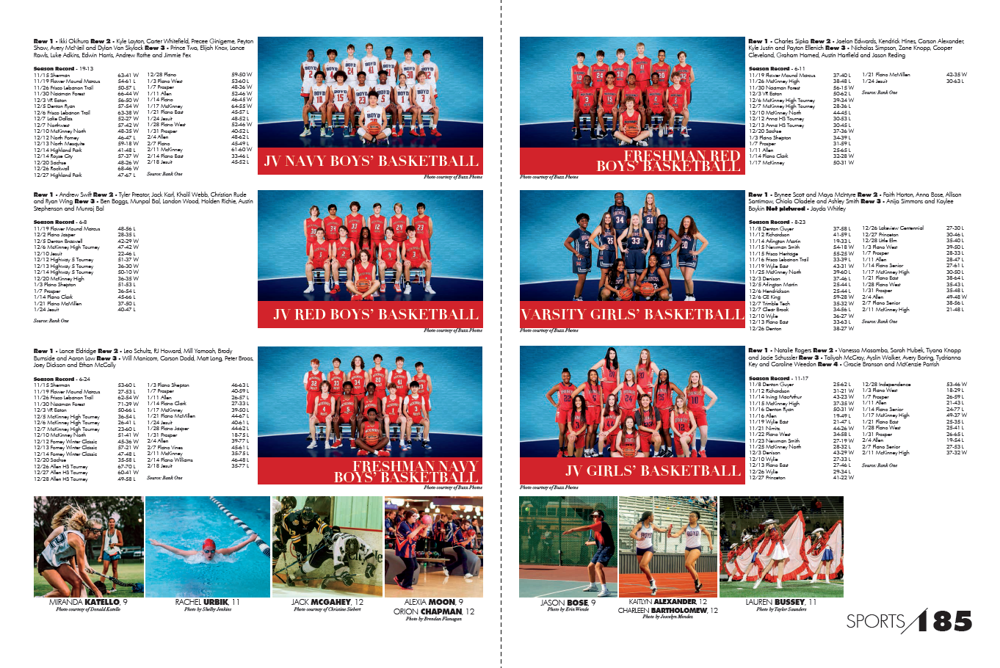 Row 1 • Ikki Okihura Row 2 • Kyle Layton, Carter Whitefield, Precee Ginigeme, Peyton
Shaw, Avery McNeil and Dylan Van Skylock Row 3 • Prince Twa, Elijah Knox, Lance
Rawls, Luke Adkins, Edwin Harris, Andrew Rothe and Jimmie Fex
Season Record - 19-13
11/15 Sherman 63-41 W
11/19 Flower Mound Marcus 54-61 L
11/26 Frisco Lebanon Trail 50-57 L
11/30 Naaman Forest 66-44 W
12/3 VR Eaton 56-50 W
12/5 Denton Ryan 57-54 W
12/6 Frisco Lebanon Trail 63-38 W
12/7 Lake Dallas 52-27 W
12/7 Northwest 57-42 W
12/10 McKinney North 48-35 W
12/12 North Forney 46-47 L
12/13 North Mesquite 59-18 W
12/14 Highland Park 41-48 L
12/14 Royse City 57-37 W
12/20 Sachse 48-26 W
12/26 Rockwall 68-46 W
12/27 Highland Park 47-67 L
12/28 Plano 59-50 W
1/3 Plano West 53-60 L
1/7 Prosper 48-36 W
1/11 Allen 52-46 W
1/14 Plano 46-45 W
1/17 McKinney 64-55 W
1/21 Plano East 45-57 L
1/24 Jesuit 48-52 L
1/28 Plano West 52-46 W
1/31 Prosper 40-52 L
2/4 Allen 48-62 L
2/7 Plano 45-49 L
2/11 McKinney 61-60 W
2/14 Plano East 33-46 L
2/18 Jesuit 45-52 L
Source: Rank One
JV NAVY BOYS' BASKETBALL
Photo courtesy of Buzz Photos
Row 1 • Andrew Swift Row 2 • Tyler Preator, Jack Karl, Khalil Webb, Christian Rude
and Ryan Wing Row 3 • Ben Boggs, Munpal Bal, Landon Wood, Holden Richie, Austin
Stephenson and Munraj Bal
Season Record - 6-8
11/19 Flower Mound Marcus 48-56 L
12/2 Plano Jasper 28-35 L
12/5 Denton Braswell 42-29 W
12/6 McKinney High Tourney 47-42 W
12/10 Jesuit 22-46 L
12/12 Highway 5 Tourney 51-37 W
12/13 Highway 5 Tourney 36-30 W
12/14 Highway 5 Tourney 50-10 W
12/20 McKinney High 36-35 W
1/3 Plano Shepton 51-53 L
1/7 Prosper 36-54 L
1/14 Plano Clark 45-66 L
1/21 Plano McMillen 37-50 L
1/24 Jesuit 40-47 L
Source: Rank One
JV RED BOYS' BASKETBALL
Photo courtesy of Buzz Photos
Row 1 • Lance Eldridge Row 2 • Leo Schultz, RJ Howard, Mill Yamoah, Brody
Burnside and Aaron Low Row 3 • Will Manicom, Carson Dodd, Matt Long, Peter Broas,
Joey Dickson and Ethan McCally
Season Record - 6-24
11/15 Sherman 53-60 L
11/19 Flower Mound Marcus 27-53 L
11/26 Frisco Lebanon Trail 62-54 W
11/30 Naaman Forest 71-39 W
12/3 VR Eaton 50-66 L
12/5 McKinney High Tourney 36-54 L
12/6 McKinney High Tourney 26-41 L
12/7 McKinney High Tourney 23-60 L
12/10 McKinney North 51-41 W
12/12 Forney Winter Classic 45-36 W
12/13 Forney Winter Classic 57-21 W
12/14 Forney Winter Classic 47-48 L
12/20 Sachse 35-58 L
12/26 Allen HS Tourney 67-70 L
12/27 Allen HS Tourney 60-41 W
12/28 Allen HS Tourney 49-58 L
1/3 Plano Shepton 46-63 L
1/7 Prosper 40-59 L
1/11 Allen 26-57 L
1/14 Plano Clark 27-33 L
1/17 McKinney 39-50 L
1/21 Plano McMillen 44-67 L
1/24 Jesuit 40-61 L
1/28 Plano Jasper 44-62 L
1/31 Prosper 18-75 L
2/4 Allen 39-77 L
2/7 Plano Vines 45-61 L
2/11 McKinney 35-75 L
2/14 Plano Williams 46-48 L
2/18 Jesuit 35-77 L
Source: Rank One
FRESHMAN NAVY
BOYS' BASKETBALL
Photo courtesy of Buzz Photos
MIRANDA KATELLO, 9
Photo courtesy of Donald Katello
RACHEL URBIK, 11
Photo by Shelby Jenkins
JACK MCGAHEY, 12
Photo courtesy of Christine Siebert
ALEXIA MOON, 9
ORION CHAPMAN, 12
Photo by Brendan Flanagan
FRESHMAN RED
BOYS' BASKETBALL
Photo courtesy of Buzz Photos
Row 1 • Charles Sipka Row 2 • Jaelan Edwards, Kendrick Hines, Carson Alexander,
Kyle Justin and Payton Ellenich Row 3 • Nicholas Simpson, Zane Knopp, Cooper
Cleveland, Graham Harned, Austin Hartfield and Jason Reding
Season Record - 6-11
11/19 Flower Mound Marcus 37-40 L
11/26 McKinney High 38-48 L
11/30 Naaman Forest 56-15 W
12/3 VR Eaton 50-62 L
12/6 McKinney High Tourney 39-34 W
12/7 McKinney High Tourney 28-36 L
12/10 McKinney North 44-45 L
12/12 Anna HS Tourney 30-53 L
12/13 Anna HS Tourney 30-45 L
12/20 Sachse 37-36 W
1/3 Plano Shepton 34-39 L
1/7 Prosper 31-59 L
1/11 Allen 25-65 L
1/14 Plano Clark 32-28 W
1/17 McKinney 50-31 W
1/21 Plano McMillen 42-35 W
1/24 Jesuit 30-63 L
Source: Rank One
VARSITY GIRLS' BASKETBALL
Photo courtesy of Buzz Photos
Row 1 • Brynee Scott and Maya McIntyre Row 2 • Faith Horton, Anna Bose, Allison
Santimaw, Chiola Oladele and Ashley Smith Row 3 • Anija Simmons and Kaylee
Boykin Not pictured • Jayda Whitley
Season Record - 8-23
11/8 Denton Guyer 37-58 L
11/12 Richardson 41-59 L
11/14 Arlington Martin 19-33 L
11/15 Newman Smith 54-18 W
11/15 Frisco Heritage 55-25 W
11/16 Frisco Lebanon Trail 33-39 L
11/19 Wylie East 43-31 W
11/25 McKinney North 39-60 L
12/3 Denison 37-46 L
12/5 Arlington Martin 25-44 L
12/6 Hendrickson 25-44 L
12/6 CE King 59-28 W
12/7 Trimble Tech 35-32 W
12/7 Clear Brook 34-56 L
12/10 Wylie 36-27 W
12/13 Plano East 33-63 L
12/26 Denton 38-27 W
12/26 Lakeview Centennial 27-30 L
12/27 Princeton 30-46 L
12/28 Little Elm 35-40 L
1/3 Plano West 39-50 L
1/7 Prosper 28-33 L
1/11 Allen 28-47 L
1/14 Plano Senior 27-61 L
1/17 McKinney High 30-50 L
1/21 Plano East 38-64 L
1/28 Plano West 35-43 L
1/31 Prosper 35-48 L
2/4 Allen 49-48 W
2/7 Plano Senior 38-56 L
2/11 McKinney High 21-48 L
Source: Rank One
JV GIRLS' BASKETBALL
Photo courtesy of Buzz Photos
Row 1 • Natalie Rogers Row 2 • Vanessa Masamba, Sarah Hubek, Tiyana Knapp
and Jacie Schussler Row 3 • Taliyah McCray, Ayslin Walker, Avery Boring, Tydrianna
Key and Caroline Weedon Row 4 • Gracie Branson and McKenzie Parrish
Season Record - 11-17
11/8 Denton Guyer 25-62 L
11/12 Richardson 31-21 W
11/14 Irving MacArthur 43-23 W
11/15 McKinney High 37-35 W
11/16 Denton Ryan 50-31 W
11/16 Allen 19-49 L
11/19 Wylie East 21-47 L
11/21 Nimitz 44-26 W
11/22 Plano West 34-58 L
11/23 Newman Smith 27-19 W
11/25 McKinney North 28-32 L
12/3 Denison 43-29 W
12/10 Wylie 27-33 L
12/13 Plano East 27-46 L
12/26 Wylie 29-34 L
12/27 Princeton 41-22 W
12/28 Independence 53-46 W
1/3 Plano West 18-29 L
1/7 Prosper 26-59 L
1/11 Allen 21-43 L
1/14 Plano Senior 24-77 L
1/17 McKinney High 49-37 W
1/21 Plano East 25-35 L
1/28 Plano West 25-41 L
1/31 Prosper 26-65 L
2/4 Allen 19-54 L
2/7 Plano Senior 27-53 L
2/11 McKinney High 37-32 W
Source: Rank One
JASON BOSE, 9
Photo by Erin Wende
KAITLYN ALEXANDER, 12
CHARLEEN BARTHOLOMEW, 12
Photo by Joscelyn Mendez
LAUREN BUSSEY, 11
Photo by Taylor Saunders
SPORTS/185